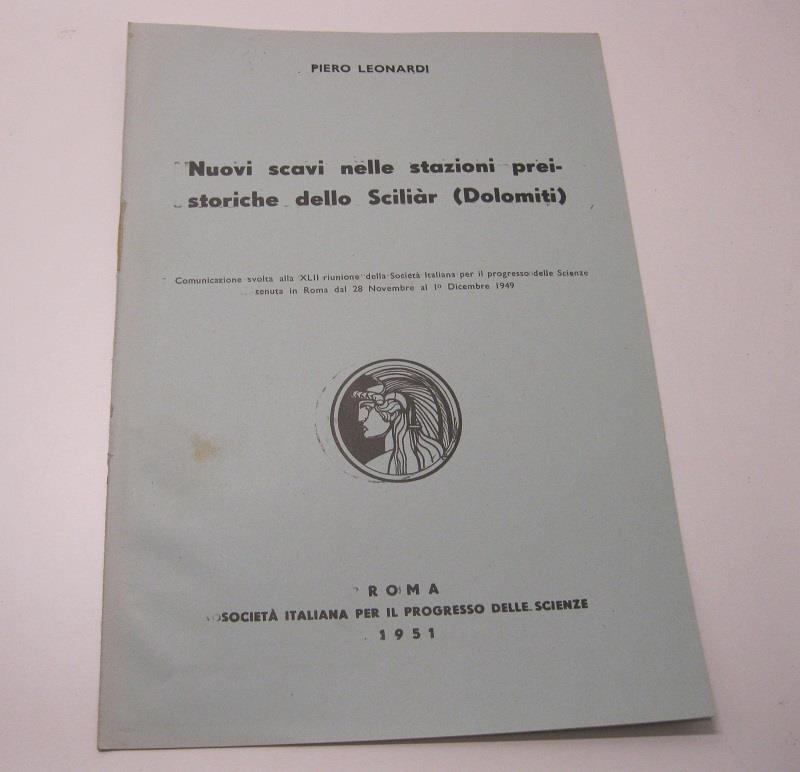 PIERO LEONARDI
Nuovi scavi nelle stazioni prei-
storiche dello Sciliàr (Dolomiti)
Comunicazione svolta alla XLII riunione della Società Italiana per il progresso delle Scienze
tenuta in Roma dal 28 Novembre al 1º Dicembre 1949
ROMA
SOCIETÀ ITALIANA PER IL PROGRESSO DELLE SCIENZE
1951